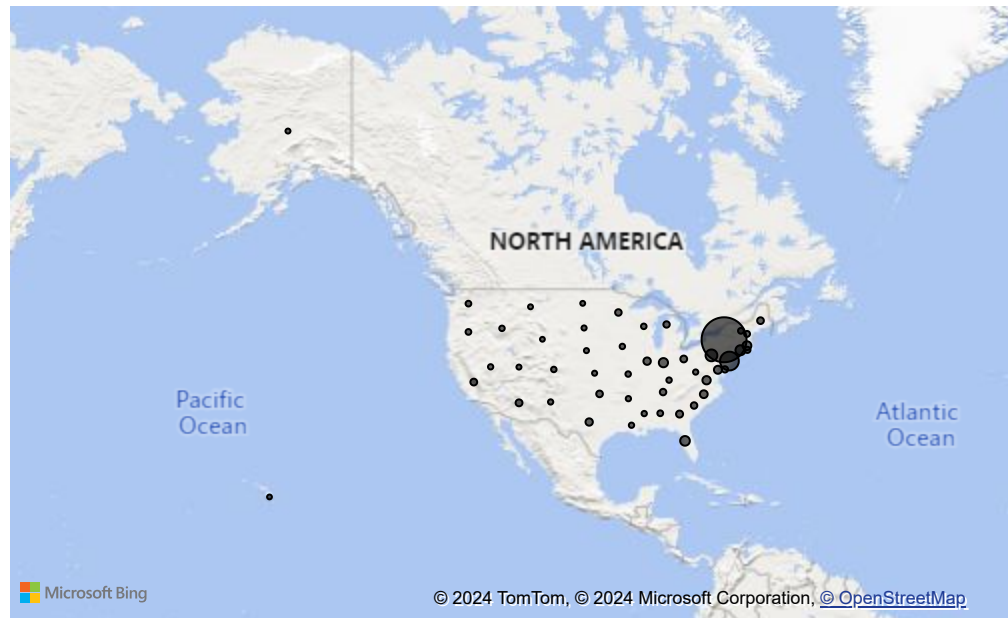 NORTH AMERICA
Pacific
Ocean
Atlantic
Ocean
Microsoft Bing
© 2024 TomTom, © 2024 Microsoft Corporation, © OpenStreetMap